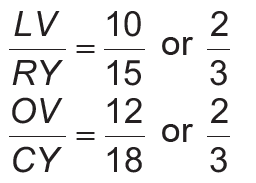 LV/RY = 10/15 or 2/3
OV/CY = 12/18 or 2/3